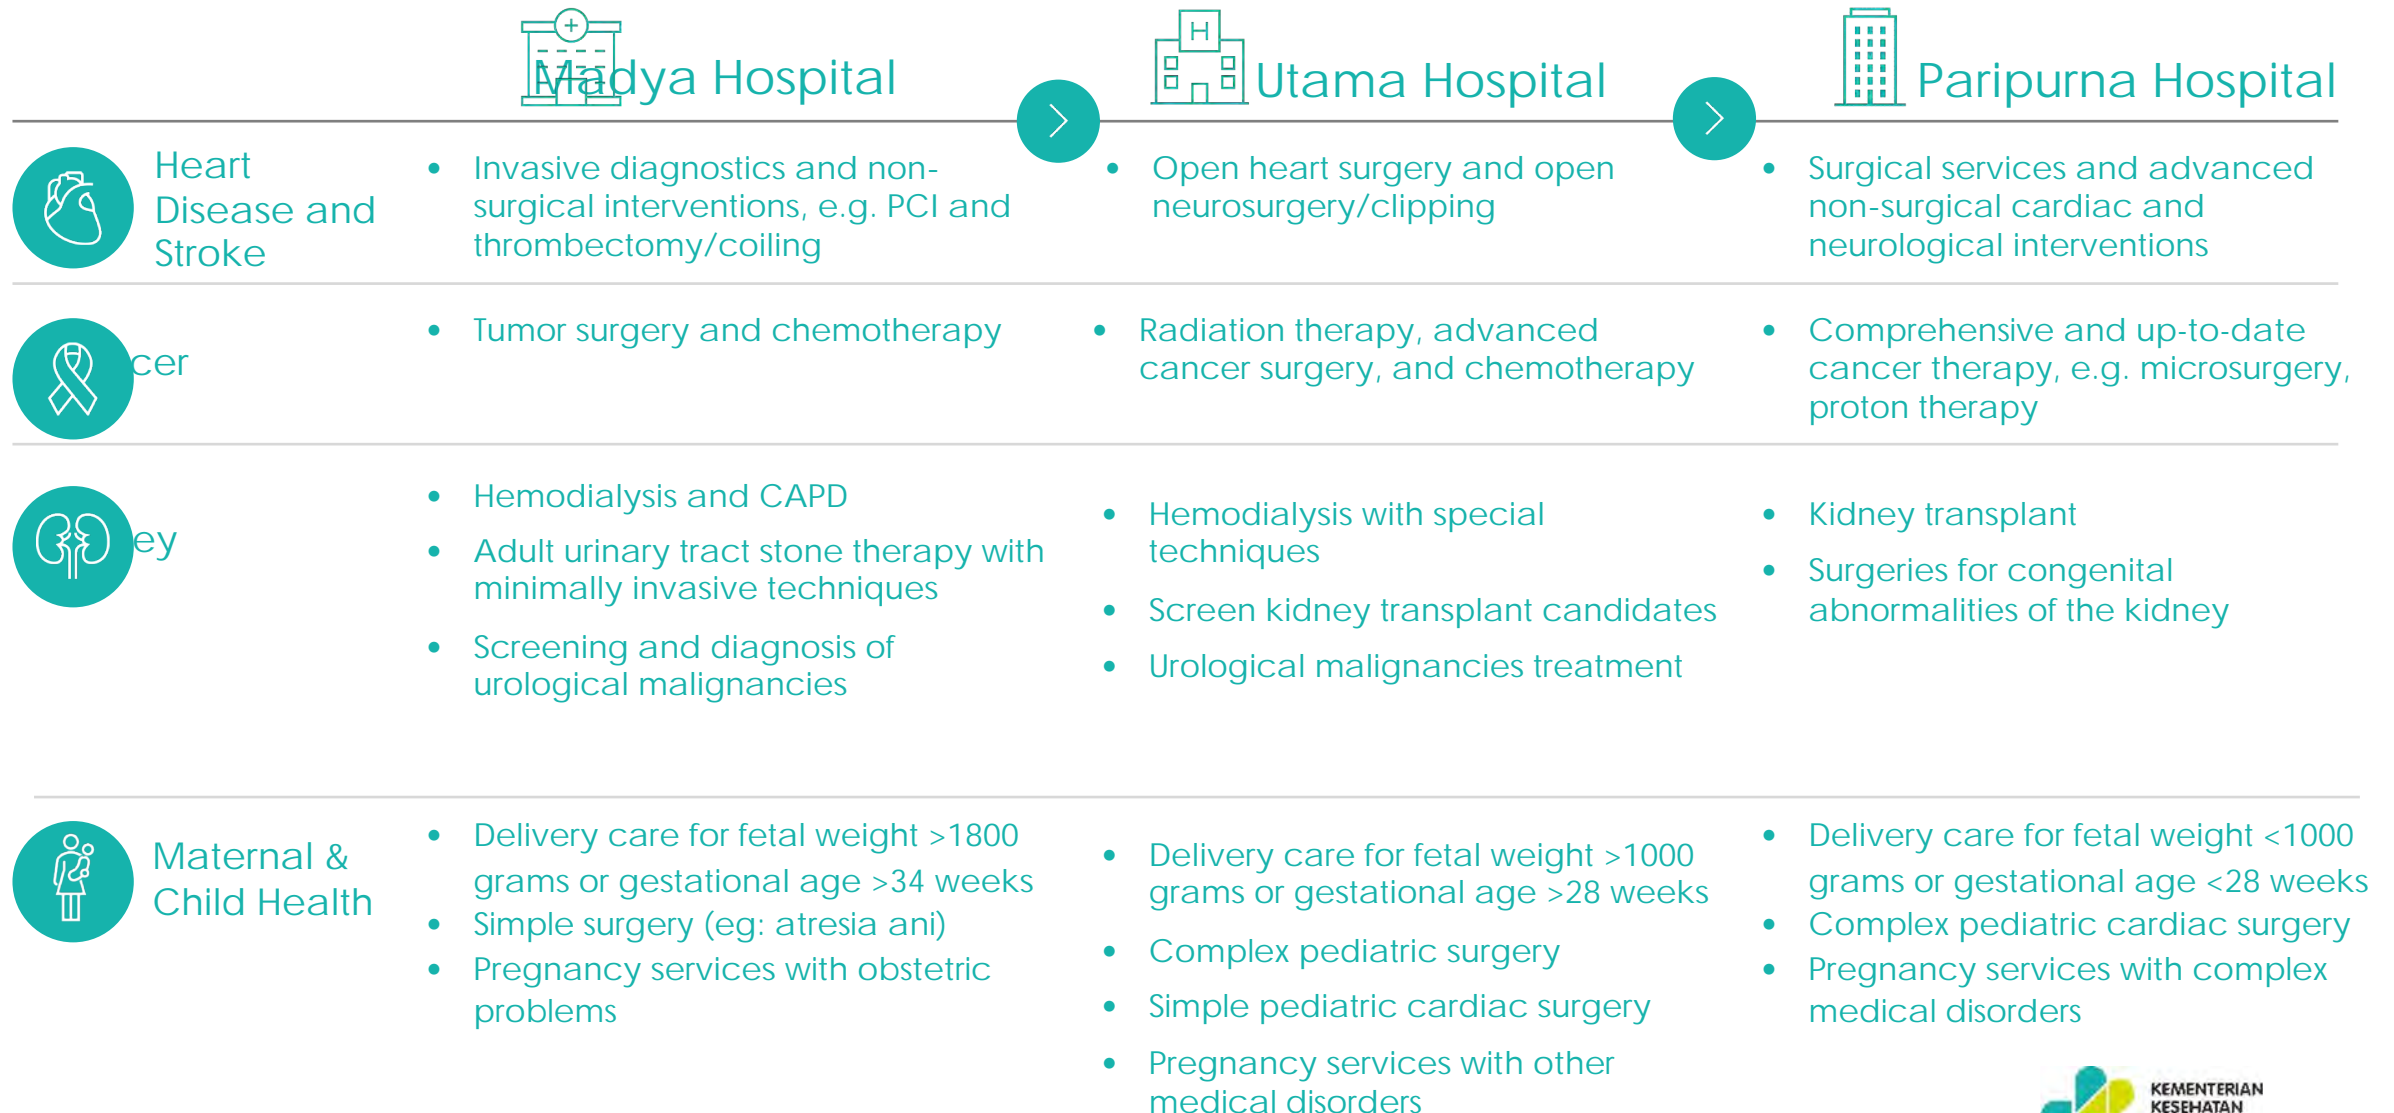 Madya Hospital
H
Utama Hospital
Paripurna Hospital
Heart
Disease and
Stroke
• Invasive diagnostics and non-
surgical interventions, e.g. PCI and
thrombectomy/coiling
• Open heart surgery and open
neurosurgery/clipping
• Surgical services and advanced
non-surgical cardiac and
neurological interventions
cer
• Tumor surgery and chemotherapy
• Radiation therapy, advanced
cancer surgery, and chemotherapy
• Comprehensive and up-to-date
cancer therapy, e.g. microsurgery,
proton therapy
ey
• Hemodialysis and CAPD
• Adult urinary tract stone therapy with
minimally invasive techniques
• Screening and diagnosis of
urological malignancies
• Hemodialysis with special
techniques
• Screen kidney transplant candidates
• Urological malignancies treatment
• Kidney transplant
• Surgeries for congenital
abnormalities of the kidney
Maternal &
Child Health
• Delivery care for fetal weight >1800
grams or gestational age >34 weeks
• Simple surgery (eg: atresia ani)
• Pregnancy services with obstetric
problems
• Delivery care for fetal weight >1000
grams or gestational age >28 weeks
• Complex pediatric surgery
• Simple pediatric cardiac surgery
• Pregnancy services with other
medical disorders
• Delivery care for fetal weight <1000
grams or gestational age <28 weeks
• Complex pediatric cardiac surgery
• Pregnancy services with complex
medical disorders
KEMENTERIAN
KESEHATAN